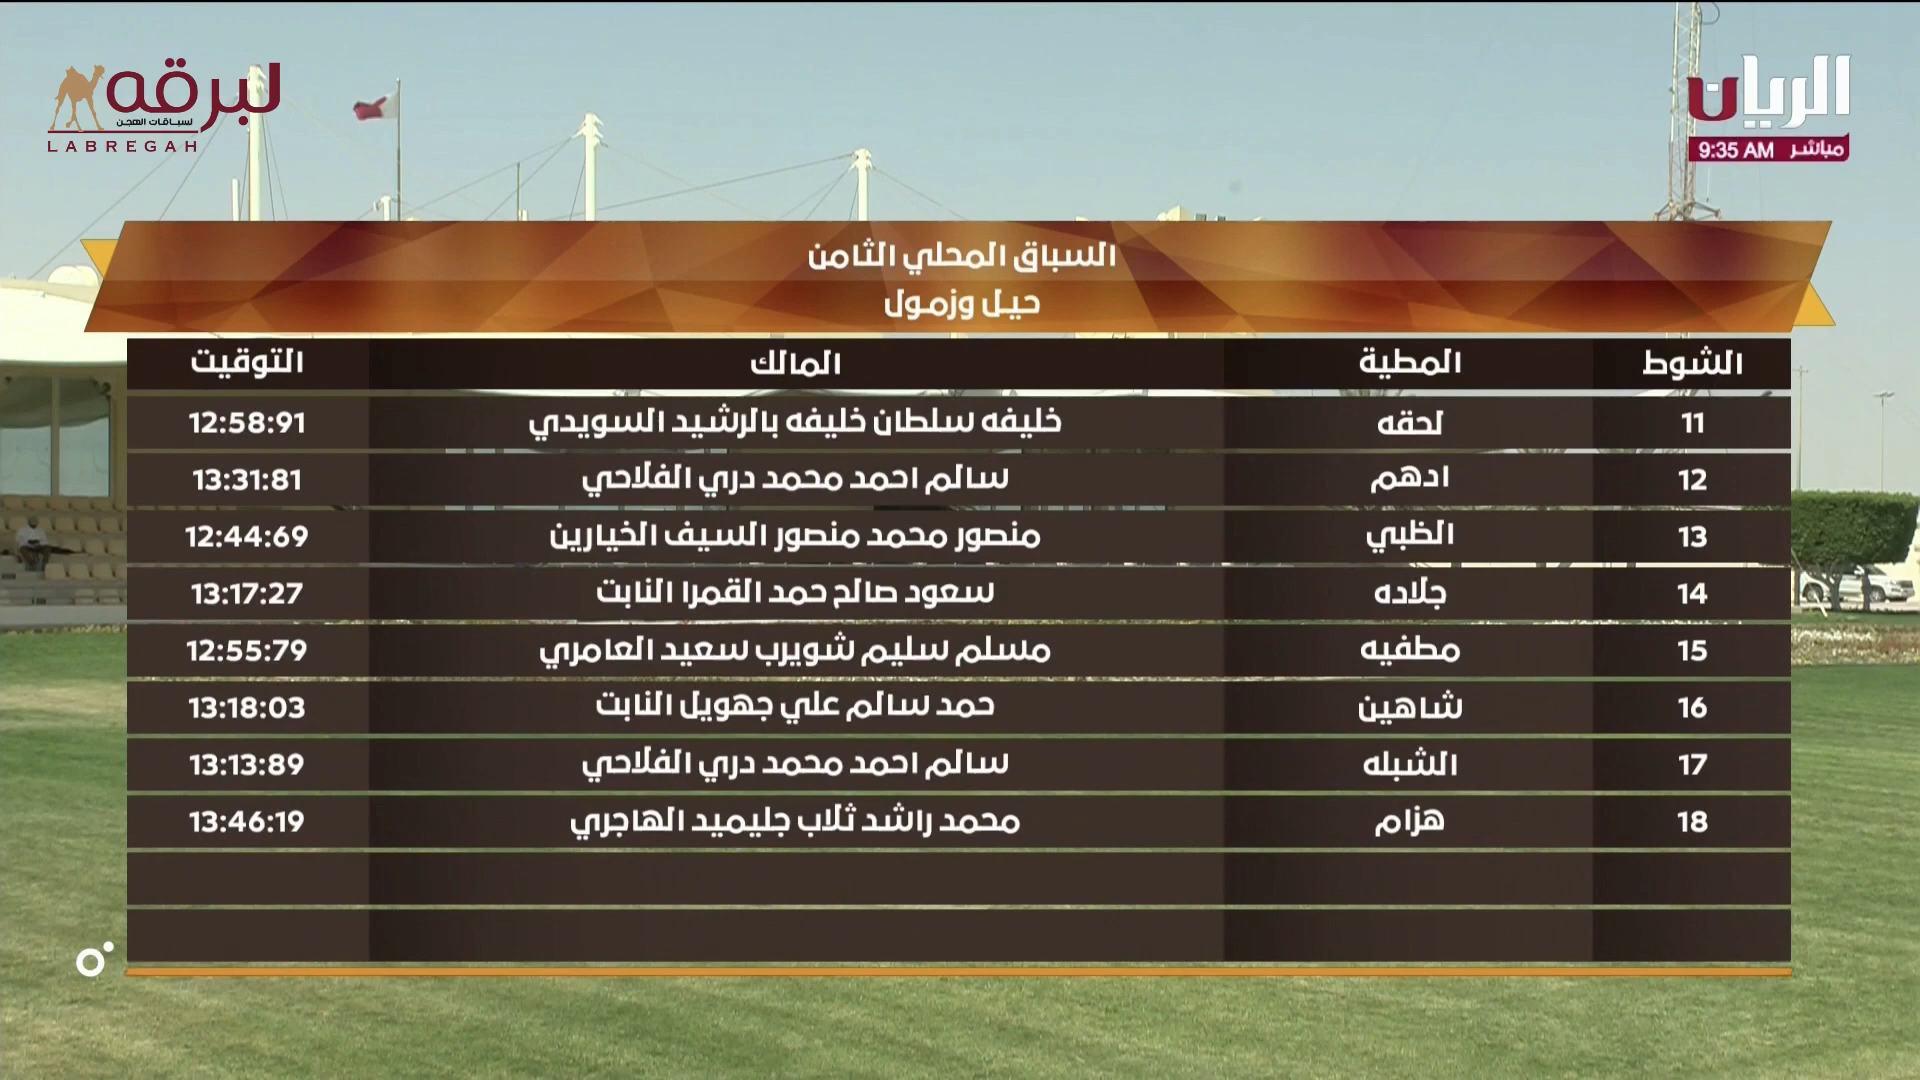 لبرقه
لسباقات الهجن
LABREGAH
الريان
مباشر 9:35 AM
السباق المحلي الثامن
حيل وزمول
الشوط المطية المالك التوقيت
11 لحقه خليفه سلطان خليفه بالرشيد السويدي 12:58:91
12 ادهم سالم احمد محمد دري الفلاحي 13:31:81
13 الظبي منصور محمد منصور السيف الخيارين 12:44:69
14 جلاده سعود صالح حمد القمرا النابت 13:17:27
15 مطفيه مسلم سليم شويرب سعيد العامري 12:55:79
16 شاهين حمد سالم علي جهويل النابت 13:18:03
17 الشبله سالم احمد محمد دري الفلاحي 13:13:89
18 هزام محمد راشد ثلاب جليميد الهاجري 13:46:19